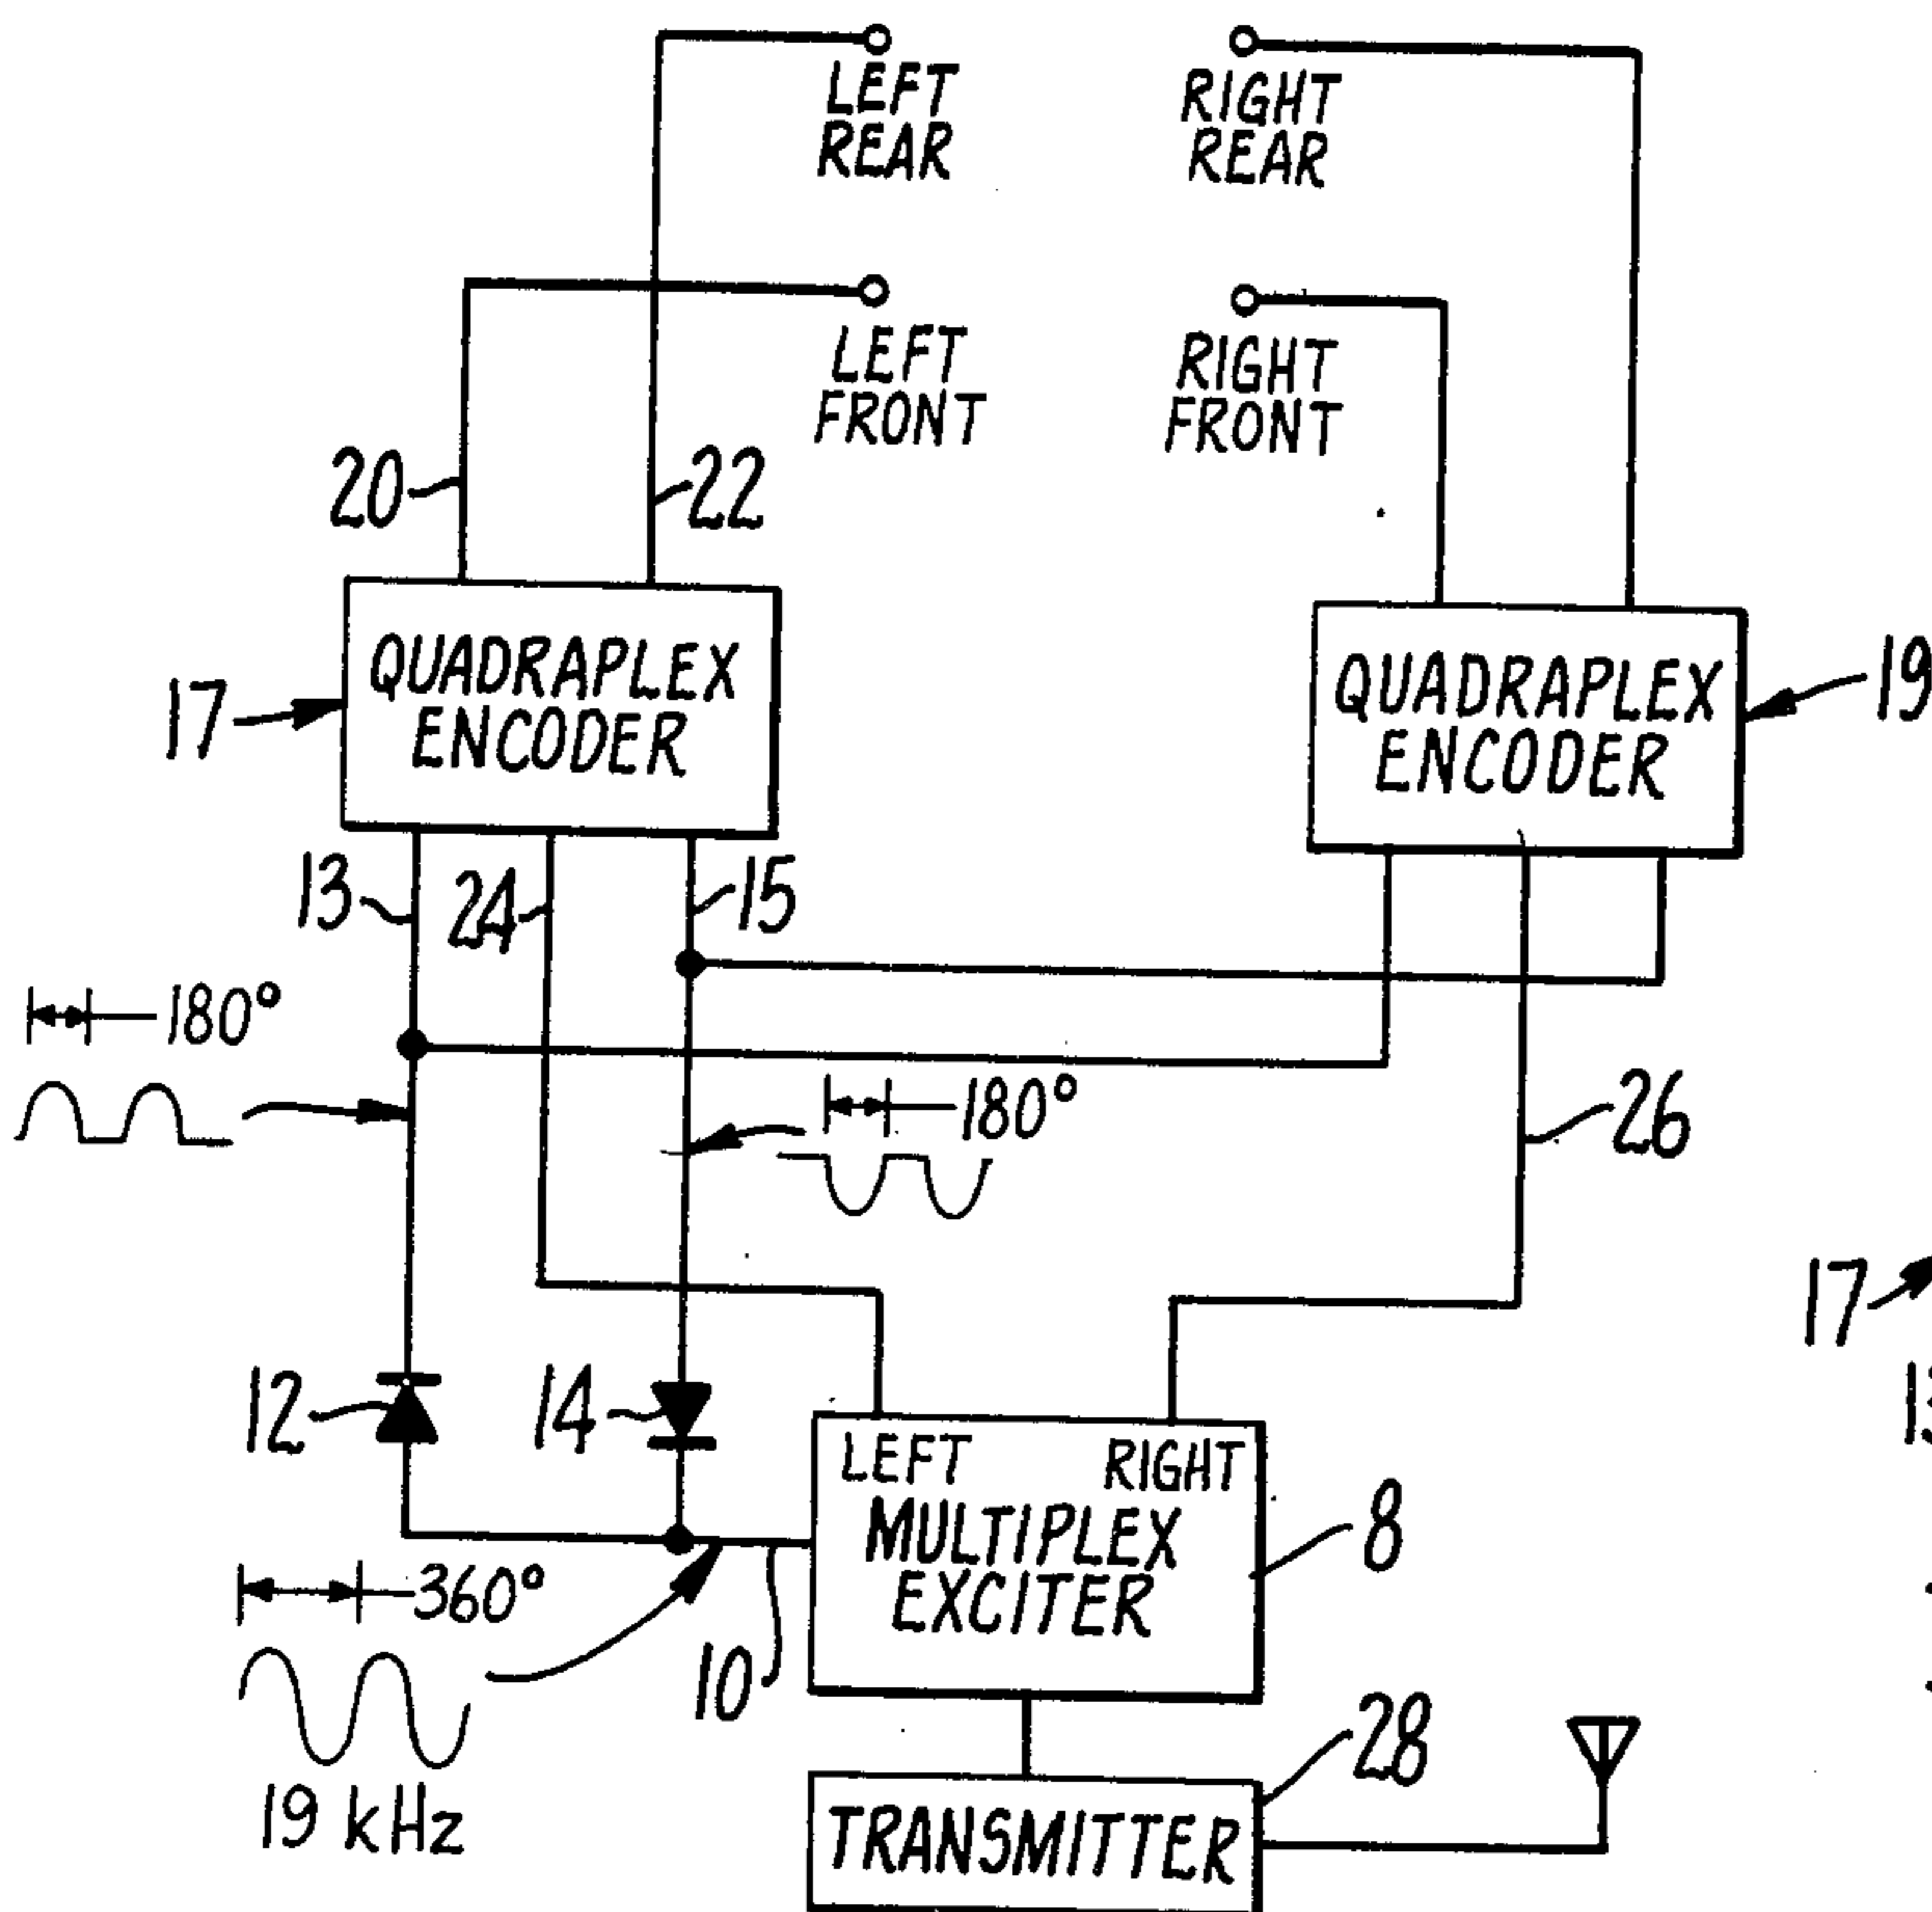 LEFT
REAR
RIGHT
REAR
LEFT
FRONT
RIGHT
FRONT
20
22
QUADRAPLEX
ENCODER
17
QUADRAPLEX
ENCODER
19
13
24
15
180°
180°
26
17
12
14
13
LEFT
RIGHT
MULTIPLEX
EXCITER
8
360°
10
19 kHz
28
TRANSMITTER